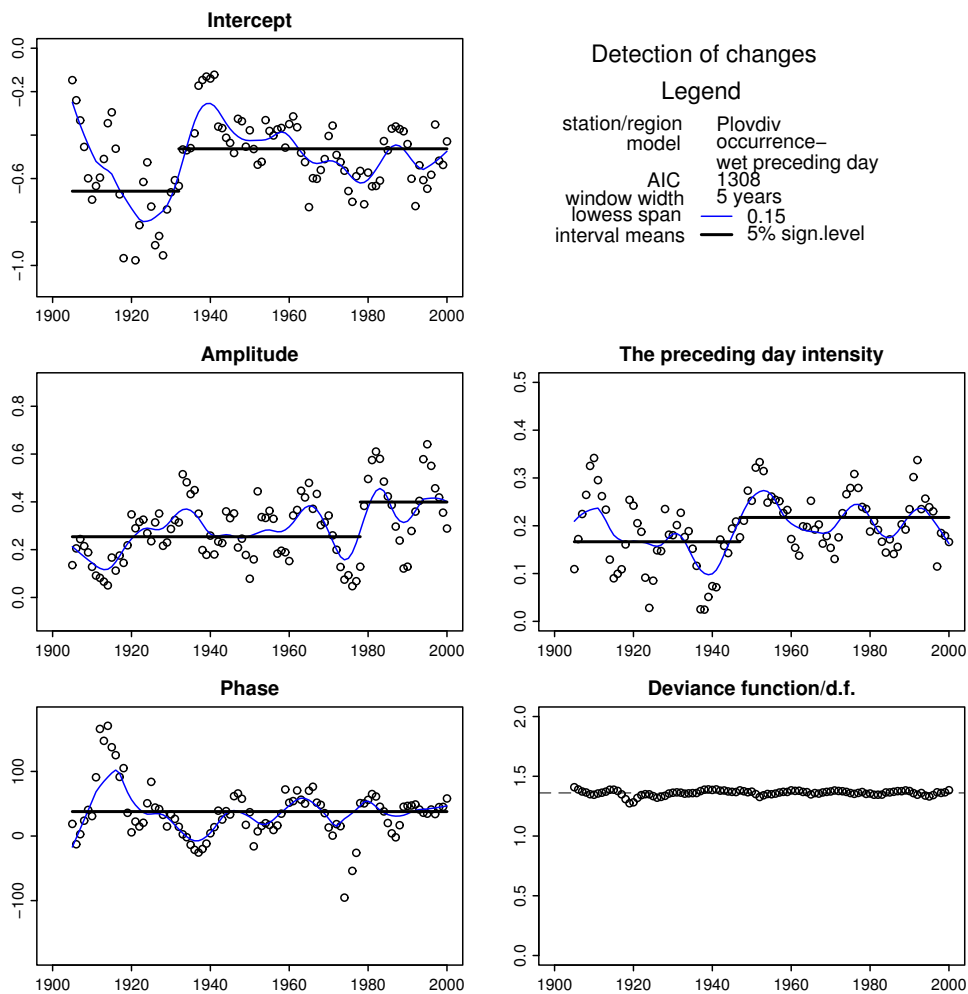 Intercept
0.0
−0.2
−0.6
−1.0
1900 1920 1940 1960 1980 2000
Detection of changes
Legend
station/region Plovdiv
model occurrence−
wet preceding day
AIC 1308
window width 5 years
lowess span 0.15
interval means 5% sign.level
Amplitude
0.8
0.6
0.4
0.2
0.0
1900 1920 1940 1960 1980 2000
The preceding day intensity
0.5
0.4
0.3
0.2
0.1
0.0
1900 1920 1940 1960 1980 2000
Phase
100
0
−100
1900 1920 1940 1960 1980 2000
Deviance function/d.f.
2.0
1.5
1.0
0.5
0.0
1900 1920 1940 1960 1980 2000